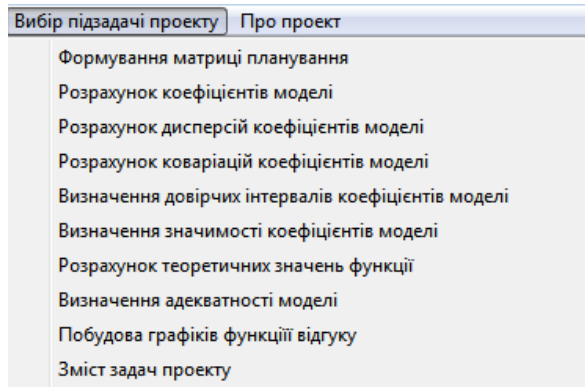 Вибір підзадачі проекту Про проект
Формування матриці планування
Розрахунок коефіцієнтів моделі
Розрахунок дисперсій коефіцієнтів моделі
Розрахунок коваріацій коефіцієнтів моделі
Визначення довірчих інтервалів коефіцієнтів моделі
Визначення значимості коефіцієнтів моделі
Розрахунок теоретичних значень функції
Визначення адекватності моделі
Побудова графіків функціїї відгуку
Зміст задач проекту